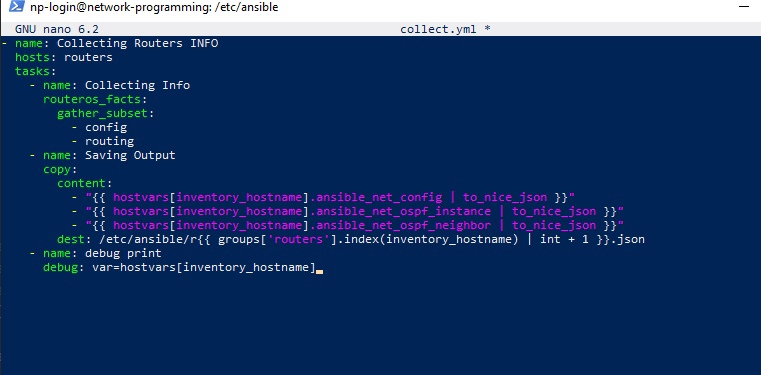 np-login@network-programming: /etc/ansible
GNU nano 6.2 collect.yml *
- name: Collecting Routers INFO
  hosts: routers
  tasks:
    - name: Collecting Info
      routeros_facts:
        gather_subset:
          - config
          - routing
    - name: Saving Output
      copy:
        content:
          - "{{ hostvars[inventory_hostname].ansible_net_config | to_nice_json }}"
          - "{{ hostvars[inventory_hostname].ansible_net_ospf_instance | to_nice_json }}"
          - "{{ hostvars[inventory_hostname].ansible_net_ospf_neighbor | to_nice_json }}"
        dest: /etc/ansible/r{{ groups['routers'].index(inventory_hostname) | int + 1 }}.json
    - name: debug print
      debug: var=hostvars[inventory_hostname]